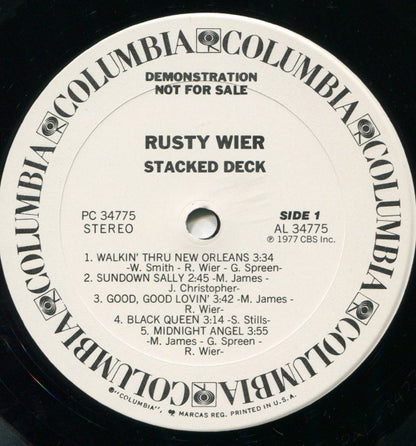 COLUMBIA COLUMBIA COLUMBIA COLUMBIA COLUMBIA COLUMBIA
DEMONSTRATION
NOT FOR SALE
RUSTY WIER
STACKED DECK
PC 34775
STEREO
SIDE 1
AL 34775
℗ 1977 CBS Inc.
1. WALKIN' THRU NEW ORLEANS 3:34
-W. Smith - R. Wier - G. Spreen-
2. SUNDOWN SALLY 2:45 -M. James -
J. Christopher-
3. GOOD, GOOD LOVIN' 3:42 -M. James -
R. Wier-
4. BLACK QUEEN 3:14 -S. Stills-
5. MIDNIGHT ANGEL 3:55
-M. James - G. Spreen -
R. Wier-
® "COLUMBIA", MARCAS REG. PRINTED IN U.S.A.